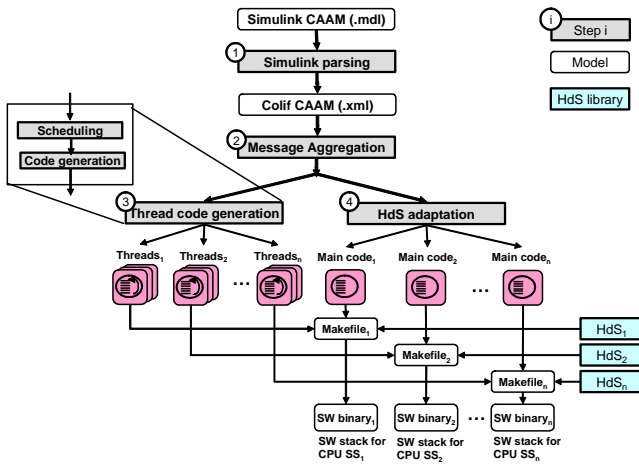 Simulink CAAM (.mdl)
1
Simulink parsing
Colif CAAM (.xml)
2
Message Aggregation
i
Step i
Model
HdS library
Scheduling
Code generation
3
Thread code generation
4
HdS adaptation
Threads₁
Threads₂
Threadsₙ
Main code₁
Main code₂
Main codeₙ
...
...
Makefile₁
HdS₁
Makefile₂
HdS₂
Makefileₙ
HdSₙ
SW binary₁
SW binary₂
...
SW binaryₙ
SW stack for CPU SS₁
SW stack for CPU SS₂
SW stack for CPU SSₙ